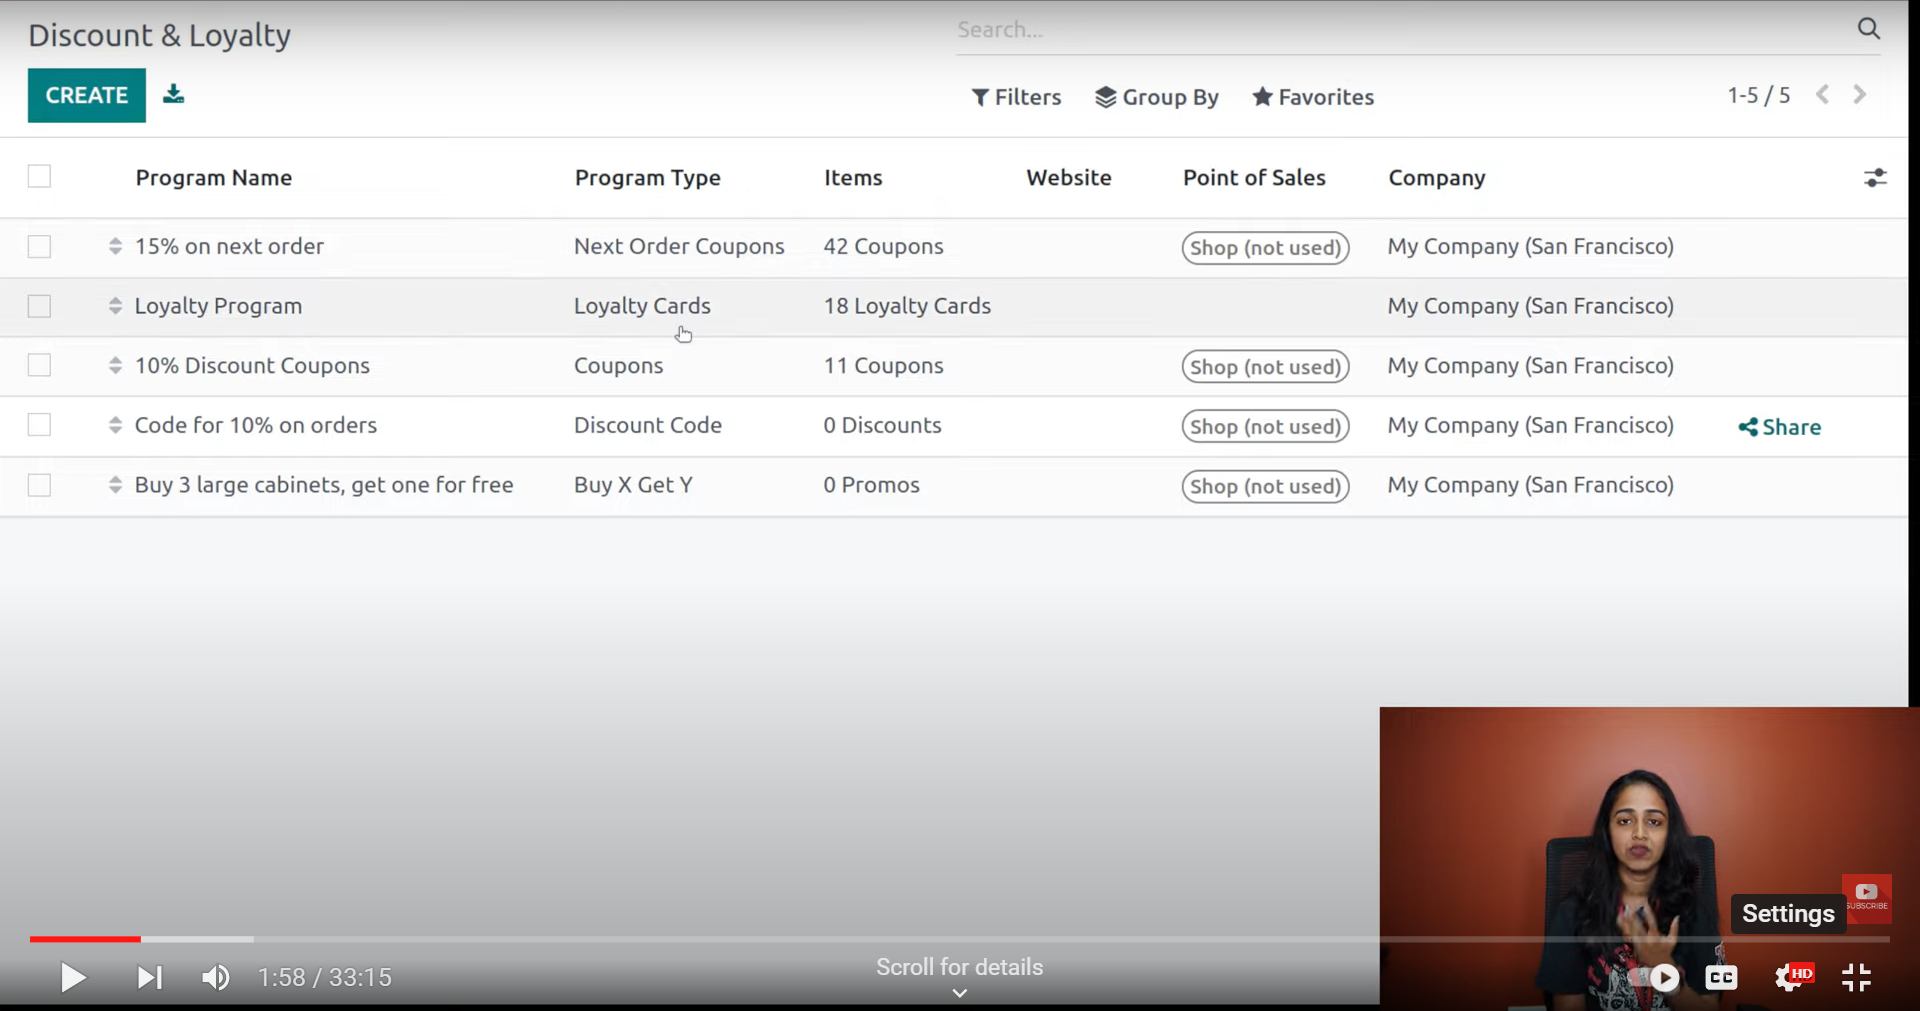 Discount & Loyalty
Search...
CREATE
Filters Group By Favorites 1-5 / 5
Program Name Program Type Items Website Point of Sales Company
15% on next order Next Order Coupons 42 Coupons Shop (not used) My Company (San Francisco)
Loyalty Program Loyalty Cards 18 Loyalty Cards My Company (San Francisco)
10% Discount Coupons Coupons 11 Coupons Shop (not used) My Company (San Francisco)
Code for 10% on orders Discount Code 0 Discounts Shop (not used) My Company (San Francisco) Share
Buy 3 large cabinets, get one for free Buy X Get Y 0 Promos Shop (not used) My Company (San Francisco)
SUBSCRIBE
Settings
1:58 / 33:15
Scroll for details
CC
HD